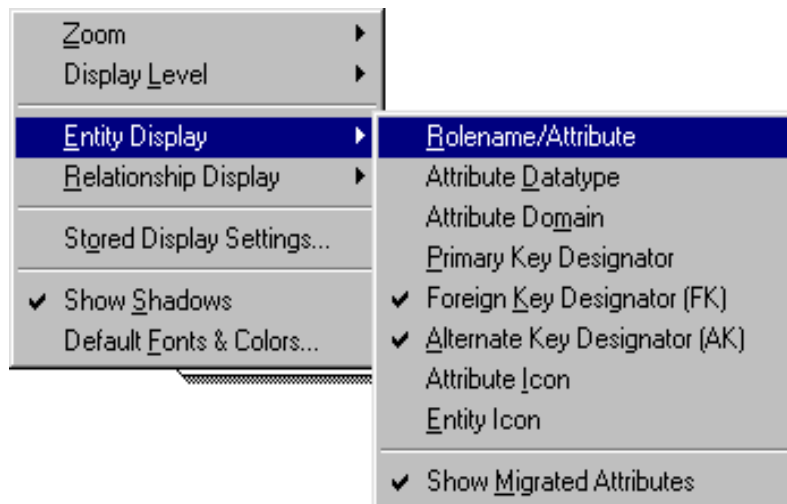 Zoom
Display Level
Entity Display
Relationship Display
Stored Display Settings...
Show Shadows
Default Fonts & Colors...
Rolename/Attribute
Attribute Datatype
Attribute Domain
Primary Key Designator
Foreign Key Designator (FK)
Alternate Key Designator (AK)
Attribute Icon
Entity Icon
Show Migrated Attributes